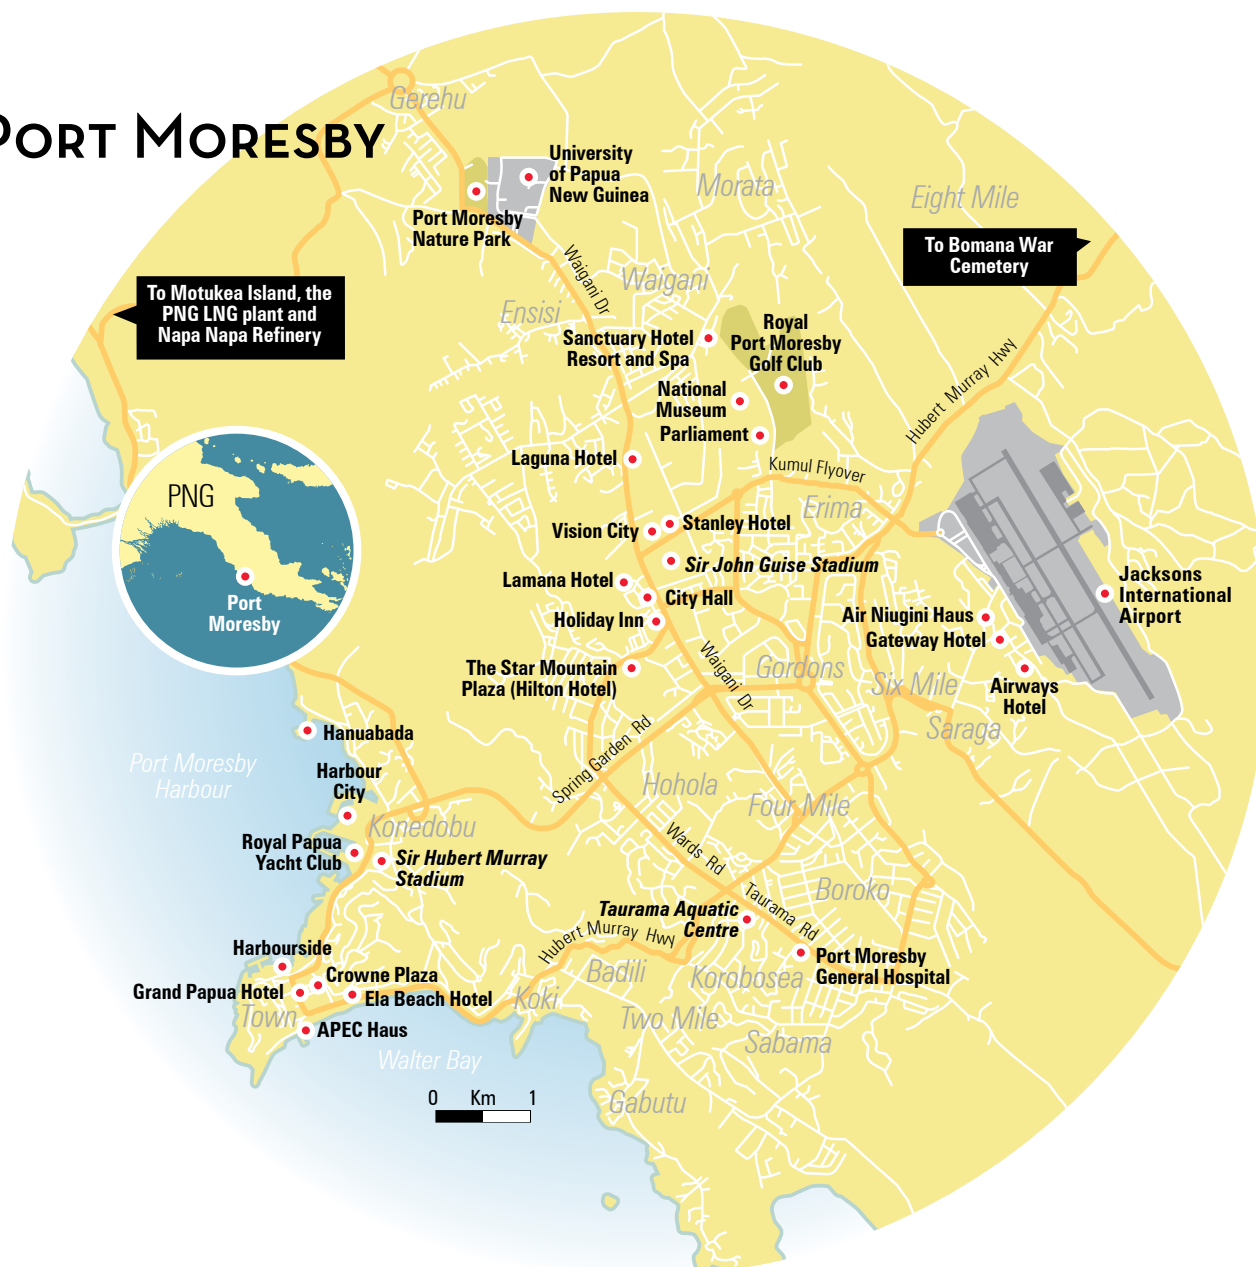 PORT MORESBY
Gerehu
University
of Papua
New Guinea
Morata
Eight Mile
Port Moresby
Nature Park
To Bomana War
Cemetery
Waigani Dr
Waigani
To Motukea Island, the
PNG LNG plant and
Napa Napa Refinery
Ensisi
Sanctuary Hotel
Resort and Spa
Royal
Port Moresby
Golf Club
Hubert Murray Hwy
National
Museum
Parliament
Laguna Hotel
Kumul Flyover
PNG
Erima
Vision City
Stanley Hotel
Sir John Guise Stadium
Lamana Hotel
City Hall
Jacksons
International
Airport
Port
Moresby
Holiday Inn
Air Niugini Haus
Gateway Hotel
The Star Mountain
Plaza (Hilton Hotel)
Waigani Dr
Gordons
Six Mile
Airways
Hotel
Saraga
Hanuabada
Spring Garden Rd
Port Moresby
Harbour
Harbour
City
Hohola
Four Mile
Konedobu
Royal Papua
Yacht Club
Sir Hubert Murray
Stadium
Wards Rd
Boroko
Taurama Rd
Taurama Aquatic
Centre
Hubert Murray Hwy
Harbourside
Port Moresby
General Hospital
Badili
Korobosea
Crowne Plaza
Grand Papua Hotel
Ela Beach Hotel
Koki
Town
APEC Haus
Two Mile
Sabama
Walter Bay
0 Km 1
Gabutu